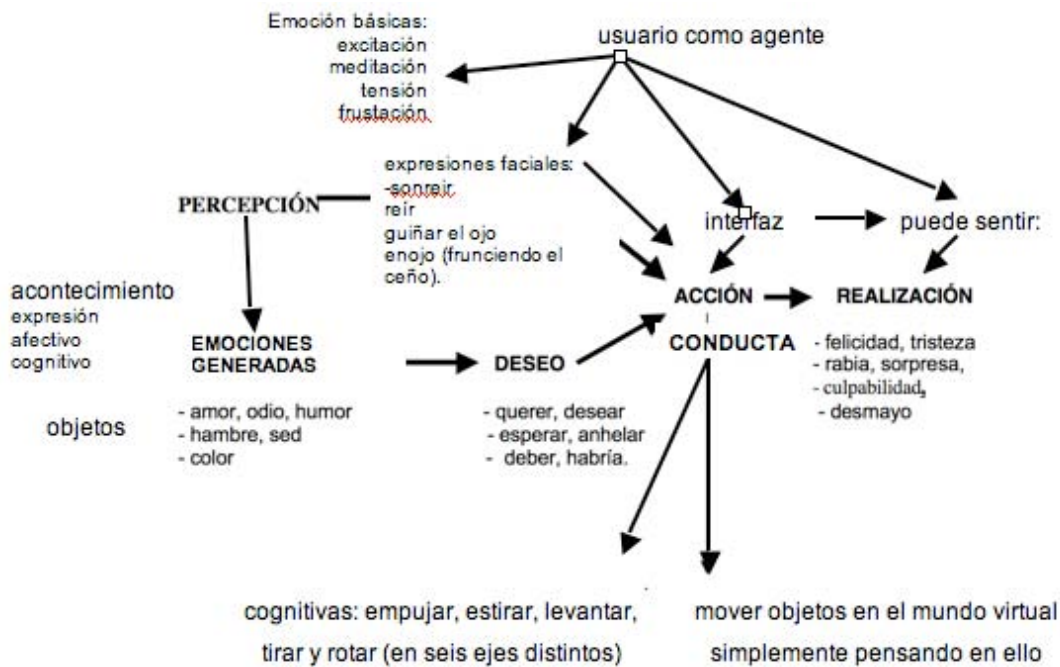 Emoción básicas:
excitación
meditación
tensión
frustación
usuario como agente
expresiones faciales:
-sonreir
reír
guiñar el ojo
enojo (frunciendo el
ceño).
PERCEPCIÓN
interfaz
puede sentir:
acontecimiento
expresión
afectivo
cognitivo
objetos
EMOCIONES
GENERADAS
- amor, odio, humor
- hambre, sed
- color
DESEO
- querer, desear
- esperar, anhelar
- deber, habría.
ACCIÓN
CONDUCTA
REALIZACIÓN
- felicidad, tristeza
- rabia, sorpresa,
- culpabilidad,
- desmayo
cognitivas: empujar, estirar, levantar,
tirar y rotar (en seis ejes distintos)
mover objetos en el mundo virtual
simplemente pensando en ello